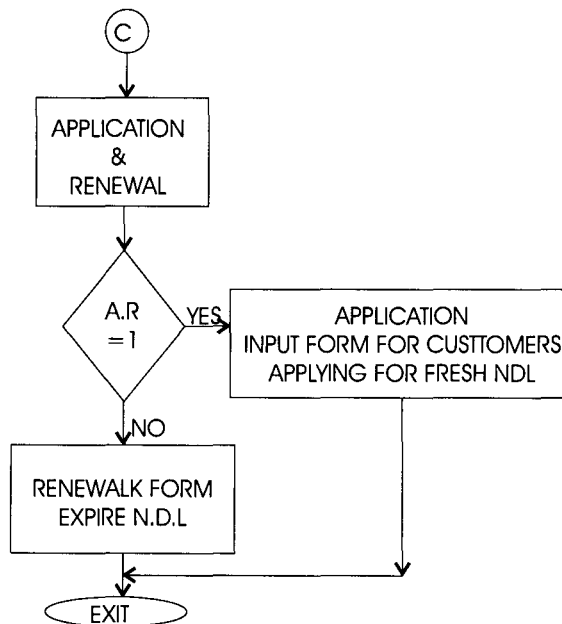 C
APPLICATION
&
RENEWAL
A.R
=1
YES
APPLICATION
INPUT FORM FOR CUSTTOMERS
APPLYING FOR FRESH NDL
NO
RENEWALK FORM
EXPIRE N.D.L
EXIT